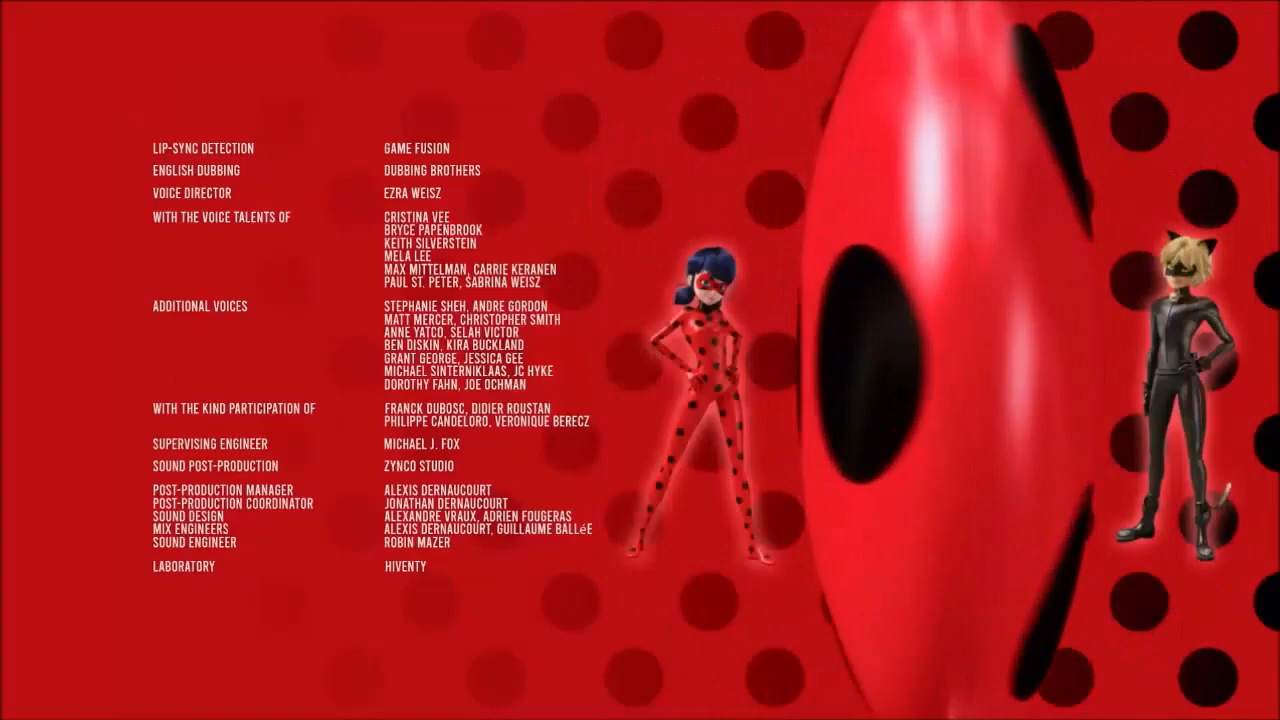 LIP-SYNC DETECTION GAME FUSION
ENGLISH DUBBING DUBBING BROTHERS
VOICE DIRECTOR EZRA WEISZ
WITH THE VOICE TALENTS OF CRISTINA VEE
BRYCE PAPENBROOK
KEITH SILVERSTEIN
MELA LEE
MAX MITTELMAN, CARRIE KERANEN
PAUL ST. PETER, SABRINA WEISZ
ADDITIONAL VOICES STEPHANIE SHEH, ANDRE GORDON
MATT MERCER, CHRISTOPHER SMITH
ANNE YATCO, SELAH VICTOR
BEN DISKIN, KIRA BUCKLAND
GRANT GEORGE, JESSICA GEE
MICHAEL SINTERNIKLAAS, JC HYKE
DOROTHY FAHN, JOE OCHMAN
WITH THE KIND PARTICIPATION OF FRANCK DUBOSC, DIDIER ROUSTAN
PHILIPPE CANDELORO, VERONIQUE BERECZ
SUPERVISING ENGINEER MICHAEL J. FOX
SOUND POST-PRODUCTION ZYNCO STUDIO
POST-PRODUCTION MANAGER ALEXIS DERNAUCOURT
POST-PRODUCTION COORDINATOR JONATHAN DERNAUCOURT
SOUND DESIGN ALEXANDRE VRAUX, ADRIEN FOUGERAS
MIX ENGINEERS ALEXIS DERNAUCOURT, GUILLAUME BALLéE
SOUND ENGINEER ROBIN MAZER
LABORATORY HIVENTY